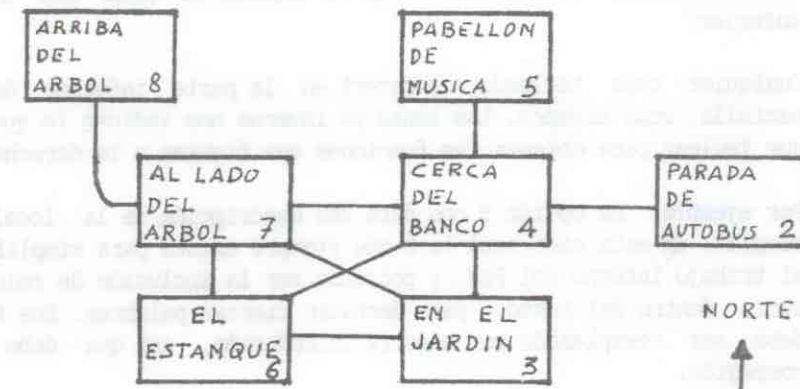 ARRIBA
DEL
ARBOL 8
PABELLON
DE
MUSICA 5
AL LADO
DEL
ARBOL 7
CERCA
DEL
BANCO 4
PARADA
DE
AUTOBUS 2
EL
ESTANQUE
6
EN EL
JARDIN
3
NORTE